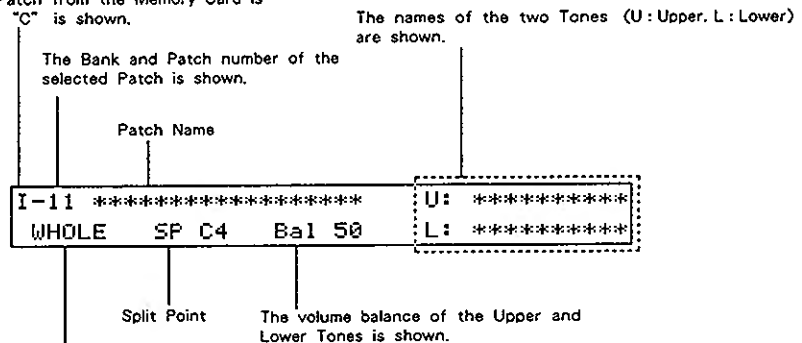 Patch from the Memory Card is
"C" is shown.
The names of the two Tones (U : Upper, L : Lower)
are shown.
The Bank and Patch number of the
selected Patch is shown.
Patch Name
I-11 ****************** U: **********
WHOLE SP C4 Bal 50 L: **********
Split Point
The volume balance of the Upper and
Lower Tones is shown.